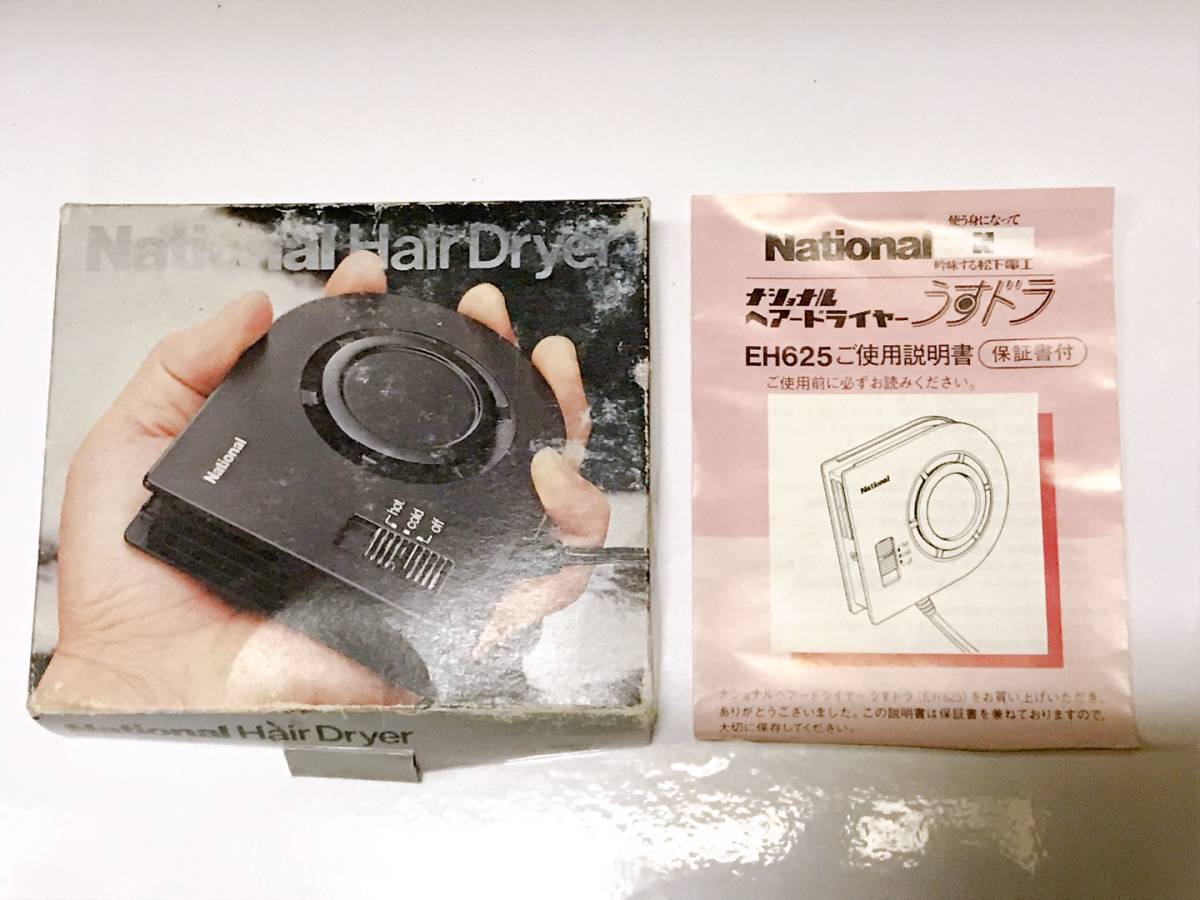 National Hair Dryer
National
hot
cold
off
National Hair Dryer
使う身になって
National
吟味する松下電工
ナショナル
ヘアードライヤーうすドラ
EH625ご使用説明書 保証書付
ご使用前に必ずお読みください。
National
ナショナルヘアードライヤーうすドラ(EH625)をお買い上げいただき、
ありがとうございました。この説明書は保証書を兼ねておりますので、
大切に保存してください。